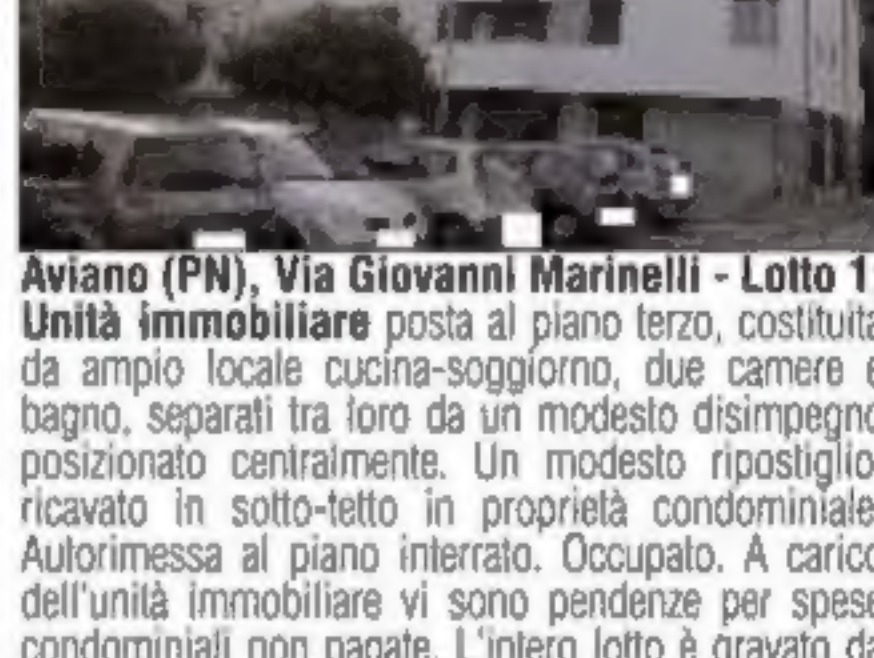 Aviano (PN), Via Giovanni Marinelli - Lotto 1:
Unità immobiliare posta al piano terzo, costituita
da ampio locale cucina-soggiorno, due camere e
bagno, separati tra loro da un modesto disimpegno
posizionato centralmente. Un modesto ripostiglio,
ricavato in sotto-tetto in proprietà condominiale.
Autorimessa al piano interrato. Occupato. A carico
dell'unità immobiliare vi sono pendenze per spese
condominiali non pagate. L'intero lotto è gravato da